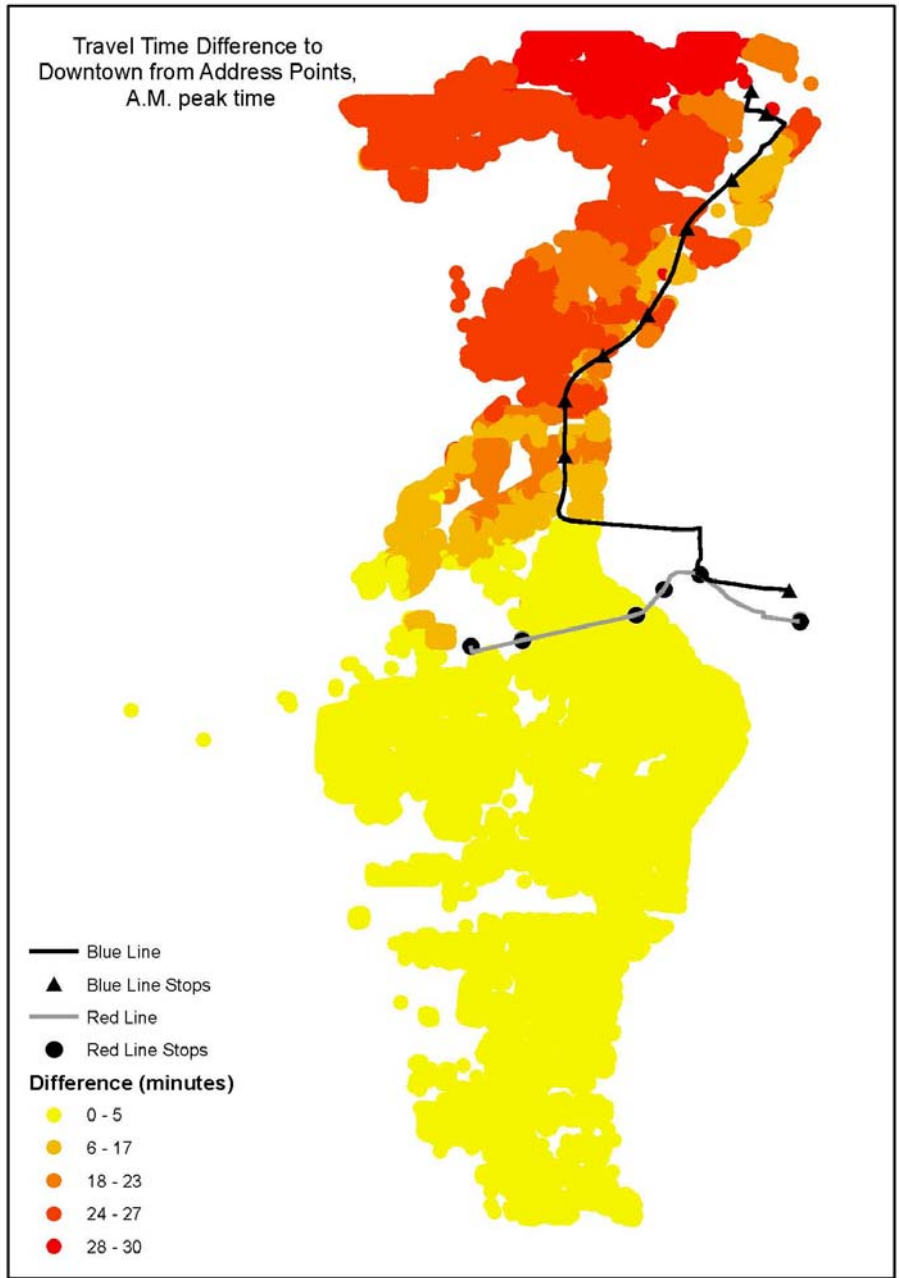 Travel Time Difference to
Downtown from Address Points,
A.M. peak time
Blue Line
Blue Line Stops
Red Line
Red Line Stops
Difference (minutes)
0 - 5
6 - 17
18 - 23
24 - 27
28 - 30